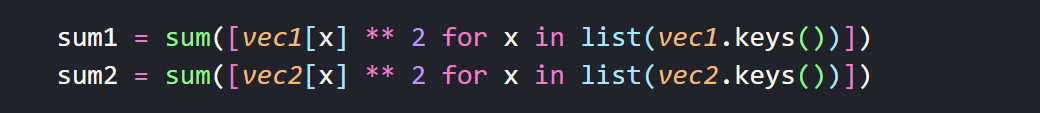 sum1 = sum([vec1[x] ** 2 for x in list(vec1.keys())])
sum2 = sum([vec2[x] ** 2 for x in list(vec2.keys())])